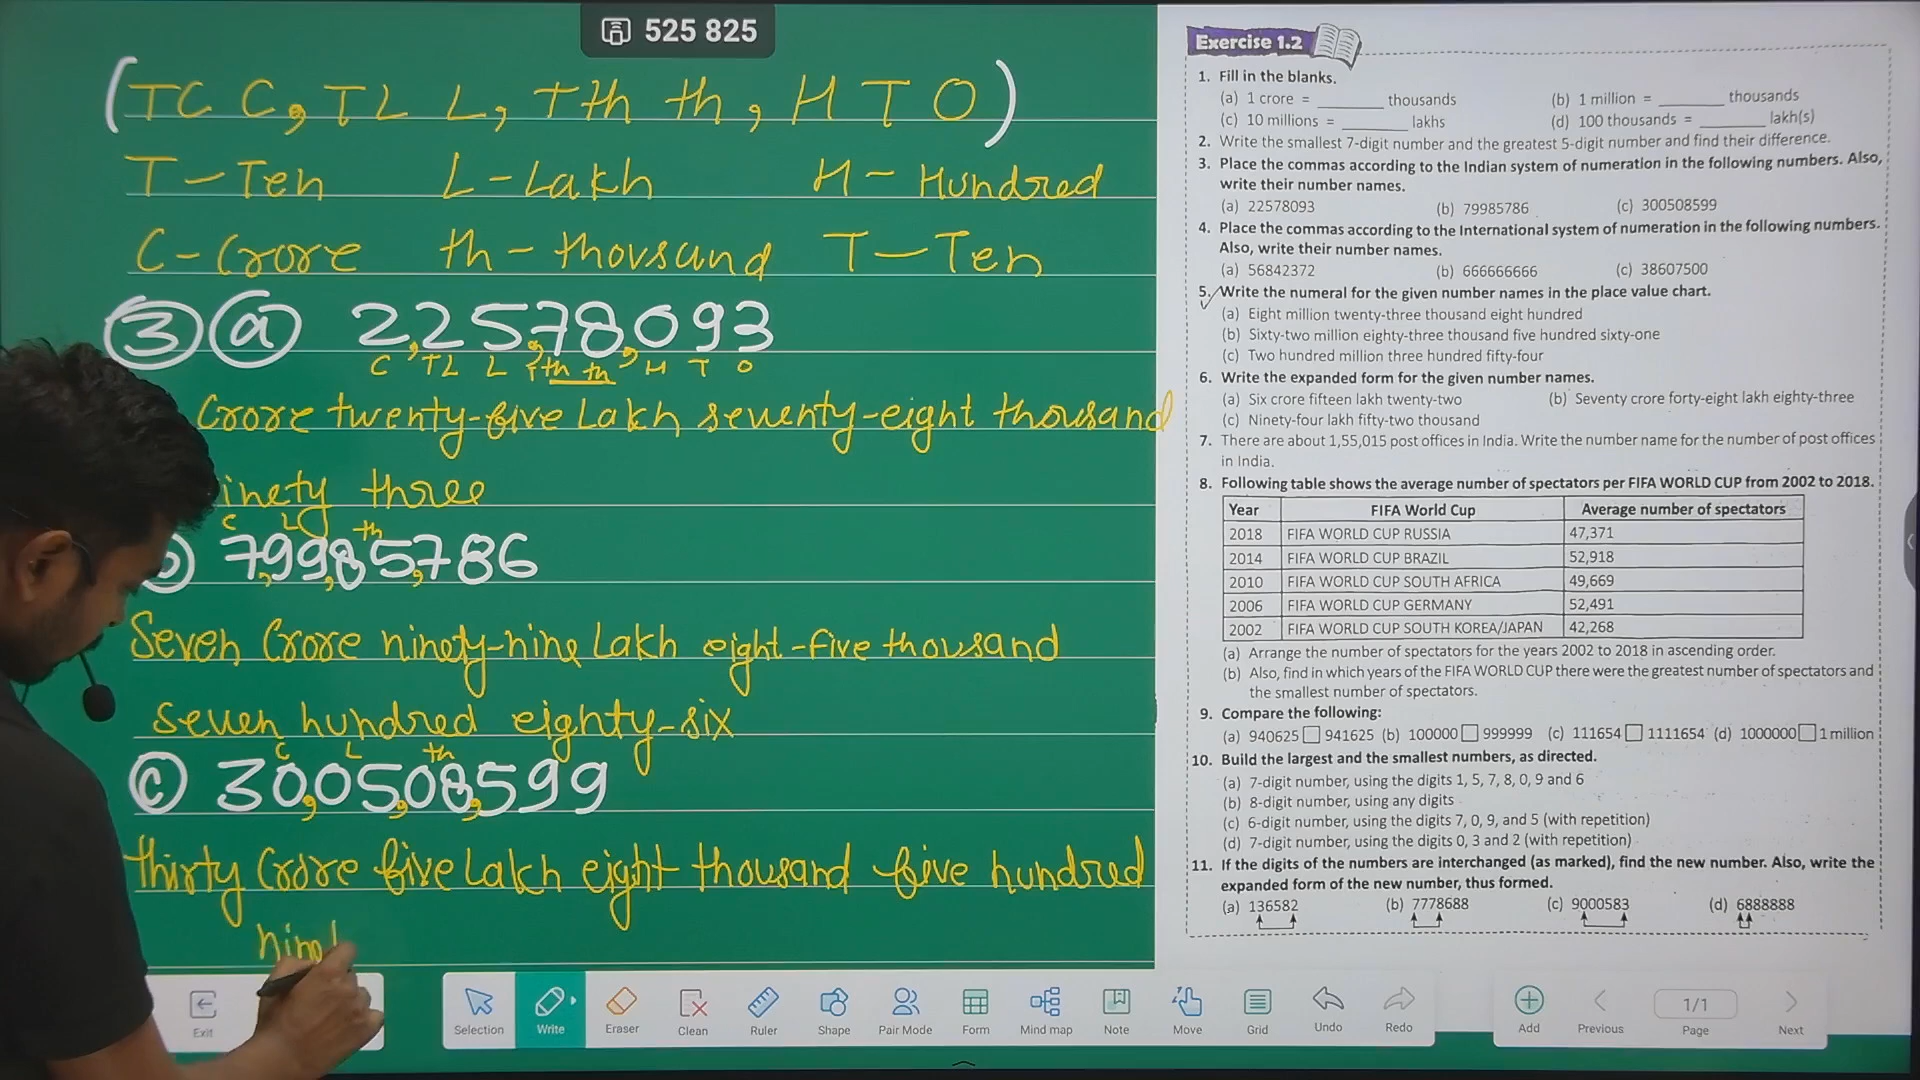 525 825
(TC C, TL L, Tth th, H T O)
T-Ten L-Lakh H-Hundred
C-Crore th-thousand T-Ten
3 a 2,25,78,093
C TL L Tth th H T O
Crore twenty-five Lakh seventy-eight thousand
inety three
C L th
7,99,85,786
Seven Crore ninety-nine Lakh eight-five thousand
seven hundred eighty-six
C L th
C 30,05,08,599
thirty Crore five Lakh eight thousand five hundred
Exit
Selection
Write
Eraser
Clean
Ruler
Shape
Pair Mode
Form
Mind map
Note
Move
Grid
Undo
Redo
Add
Previous
1/1
Page
Next
Exercise 1.2
1. Fill in the blanks.
(a) 1 crore = ______ thousands (b) 1 million = ______ thousands
(c) 10 millions = ______ lakhs (d) 100 thousands = ______ lakh(s)
2. Write the smallest 7-digit number and the greatest 5-digit number and find their difference.
3. Place the commas according to the Indian system of numeration in the following numbers. Also,
write their number names.
(a) 22578093 (b) 79985786 (c) 300508599
4. Place the commas according to the International system of numeration in the following numbers.
Also, write their number names.
(a) 56842372 (b) 666666666 (c) 38607500
5. Write the numeral for the given number names in the place value chart.
(a) Eight million twenty-three thousand eight hundred
(b) Sixty-two million eighty-three thousand five hundred sixty-one
(c) Two hundred million three hundred fifty-four
6. Write the expanded form for the given number names.
(a) Six crore fifteen lakh twenty-two (b) Seventy crore forty-eight lakh eighty-three
(c) Ninety-four lakh fifty-two thousand
7. There are about 1,55,015 post offices in India. Write the number name for the number of post offices
in India.
8. Following table shows the average number of spectators per FIFA WORLD CUP from 2002 to 2018.
Year FIFA World Cup Average number of spectators
2018 FIFA WORLD CUP RUSSIA 47,371
2014 FIFA WORLD CUP BRAZIL 52,918
2010 FIFA WORLD CUP SOUTH AFRICA 49,669
2006 FIFA WORLD CUP GERMANY 52,491
2002 FIFA WORLD CUP SOUTH KOREA/JAPAN 42,268
(a) Arrange the number of spectators for the years 2002 to 2018 in ascending order.
(b) Also, find in which years of the FIFA WORLD CUP there were the greatest number of spectators and
the smallest number of spectators.
9. Compare the following:
(a) 940625 □ 941625 (b) 100000 □ 999999 (c) 111654 □ 1111654 (d) 1000000 □ 1 million
10. Build the largest and the smallest numbers, as directed.
(a) 7-digit number, using the digits 1, 5, 7, 8, 0, 9 and 6
(b) 8-digit number, using any digits
(c) 6-digit number, using the digits 7, 0, 9, and 5 (with repetition)
(d) 7-digit number, using the digits 0, 3 and 2 (with repetition)
11. If the digits of the numbers are interchanged (as marked), find the new number. Also, write the
expanded form of the new number, thus formed.
(a) 136582 (b) 7778688 (c) 9000583 (d) 6888888